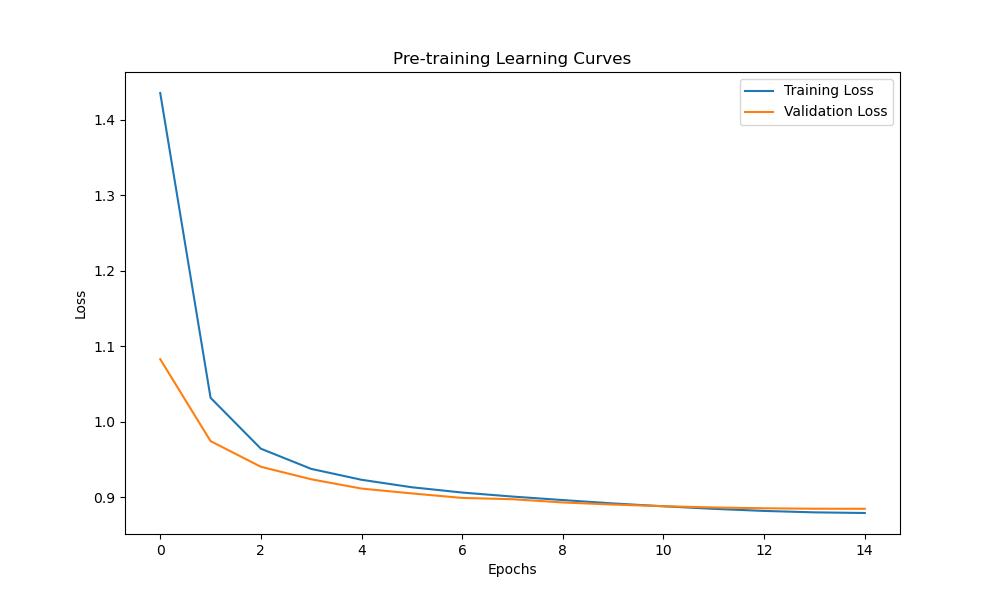 Pre-training Learning Curves
Training Loss
Validation Loss
1.4
1.3
1.2
1.1
1.0
0.9
Loss
0 2 4 6 8 10 12 14
Epochs